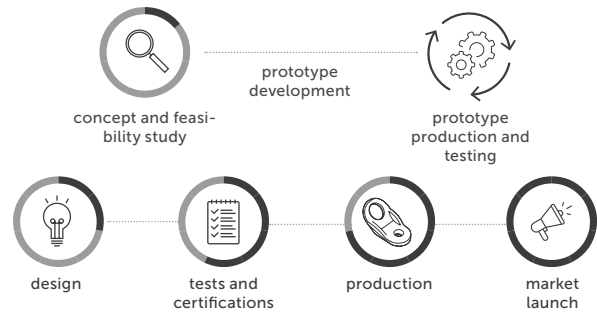 prototype
development
concept and feasi-
bility study
prototype
production and
testing
design
tests and
certifications
production
market
launch